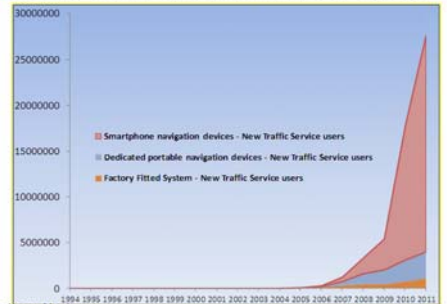 30000000
25000000
20000000
15000000
10000000
5000000
0
Smartphone navigation devices - New Traffic Service users
Dedicated portable navigation devices - New Traffic Service users
Factory Fitted System - New Traffic Service users
1994 1995 1996 1997 1998 1999 2000 2001 2002 2003 2004 2005 2006 2007 2008 2009 2010 2011